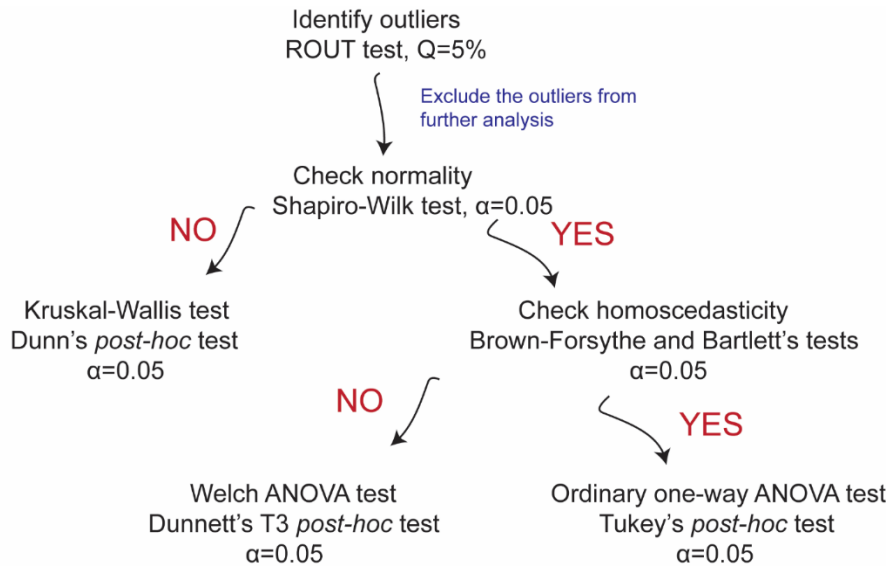 Identify outliers
ROUT test, Q=5%
Exclude the outliers from
further analysis
Check normality
Shapiro-Wilk test, α=0.05
NO
YES
Kruskal-Wallis test
Dunn's post-hoc test
α=0.05
Check homoscedasticity
Brown-Forsythe and Bartlett's tests
α=0.05
NO
YES
Welch ANOVA test
Dunnett's T3 post-hoc test
α=0.05
Ordinary one-way ANOVA test
Tukey's post-hoc test
α=0.05